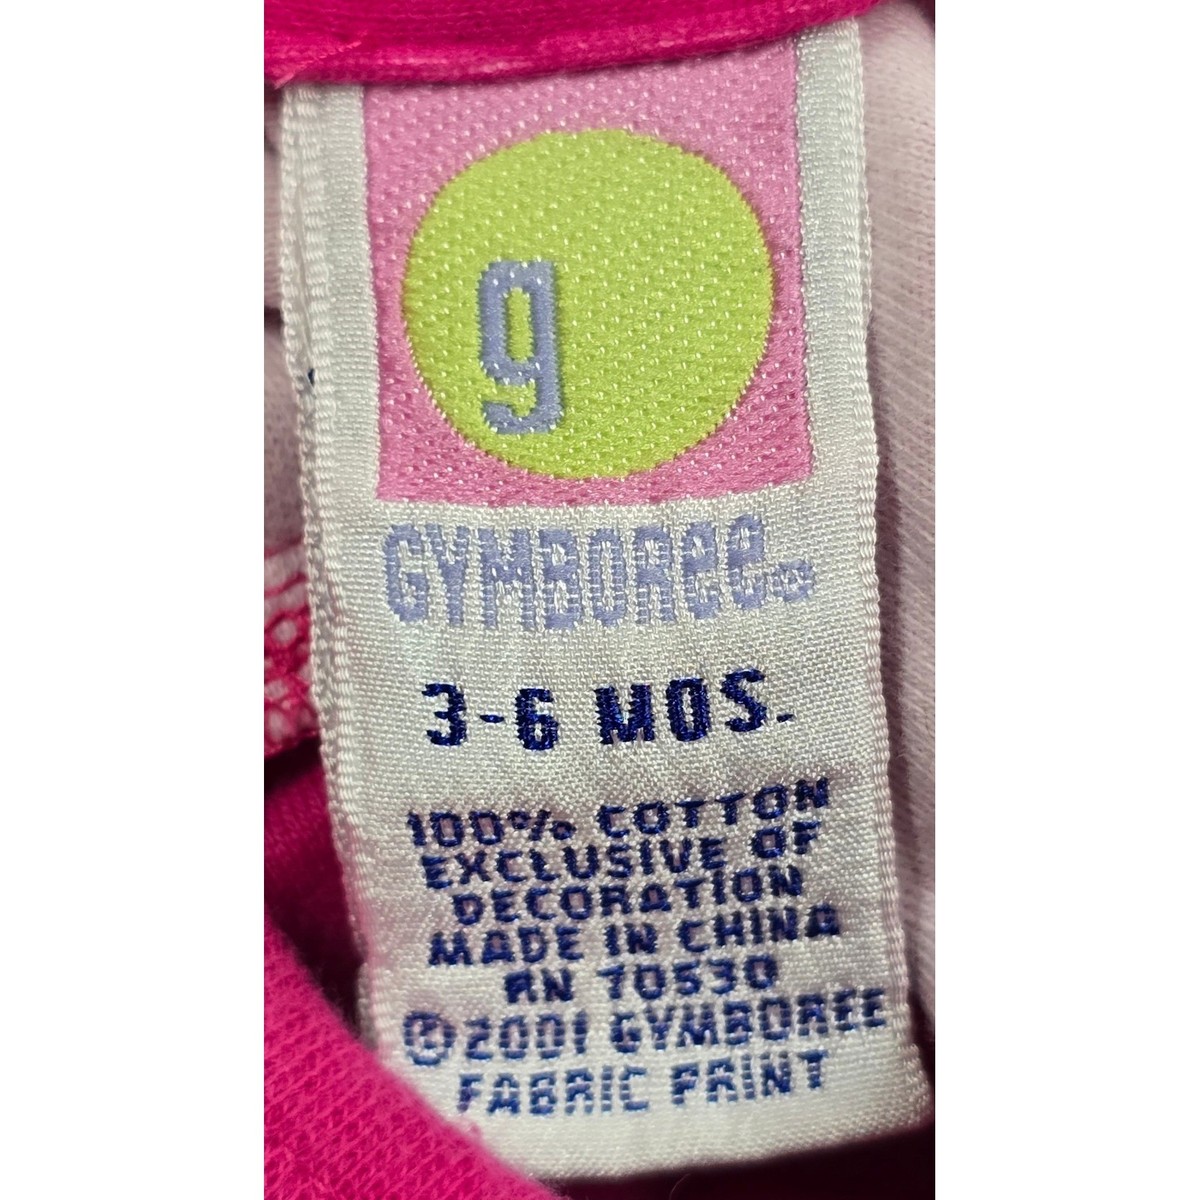 g
GYMBORee
3-6 MOS.
100% COTTON
EXCLUSIVE OF
DECORATION
MADE IN CHINA
RN 70530
©2001 GYMBOREE
FABRIC PRINT